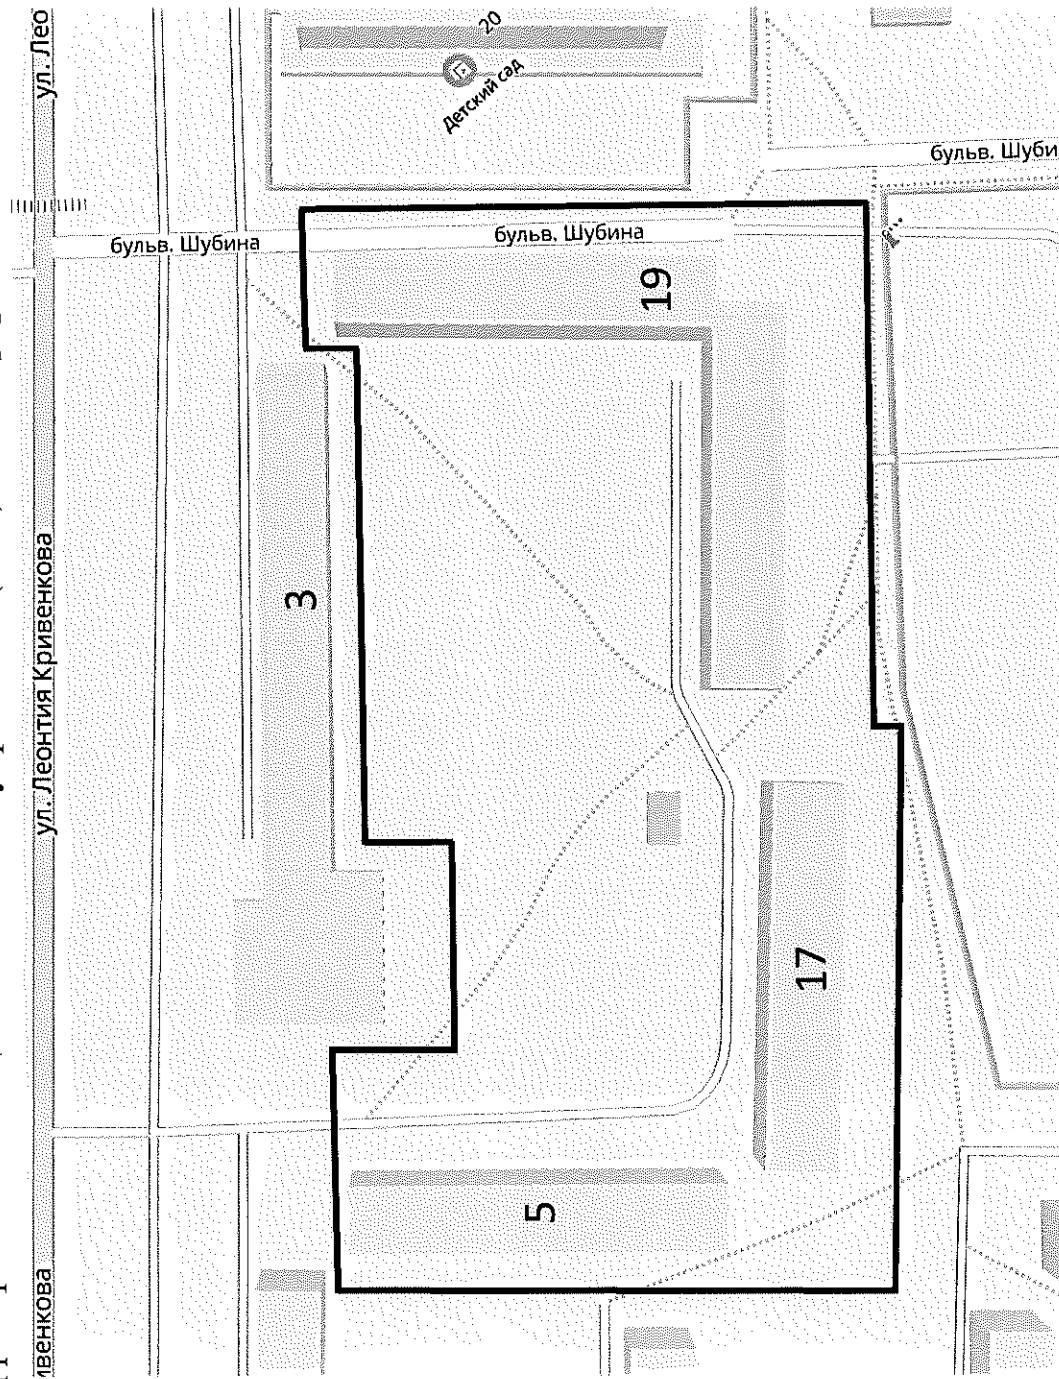 ул. Лео
20
Детский сад
бульв. Шуби
бульв. Шубина
бульв. Шубина
19
3
ул. Леонтия Кривенкова
17
5
ивенкова